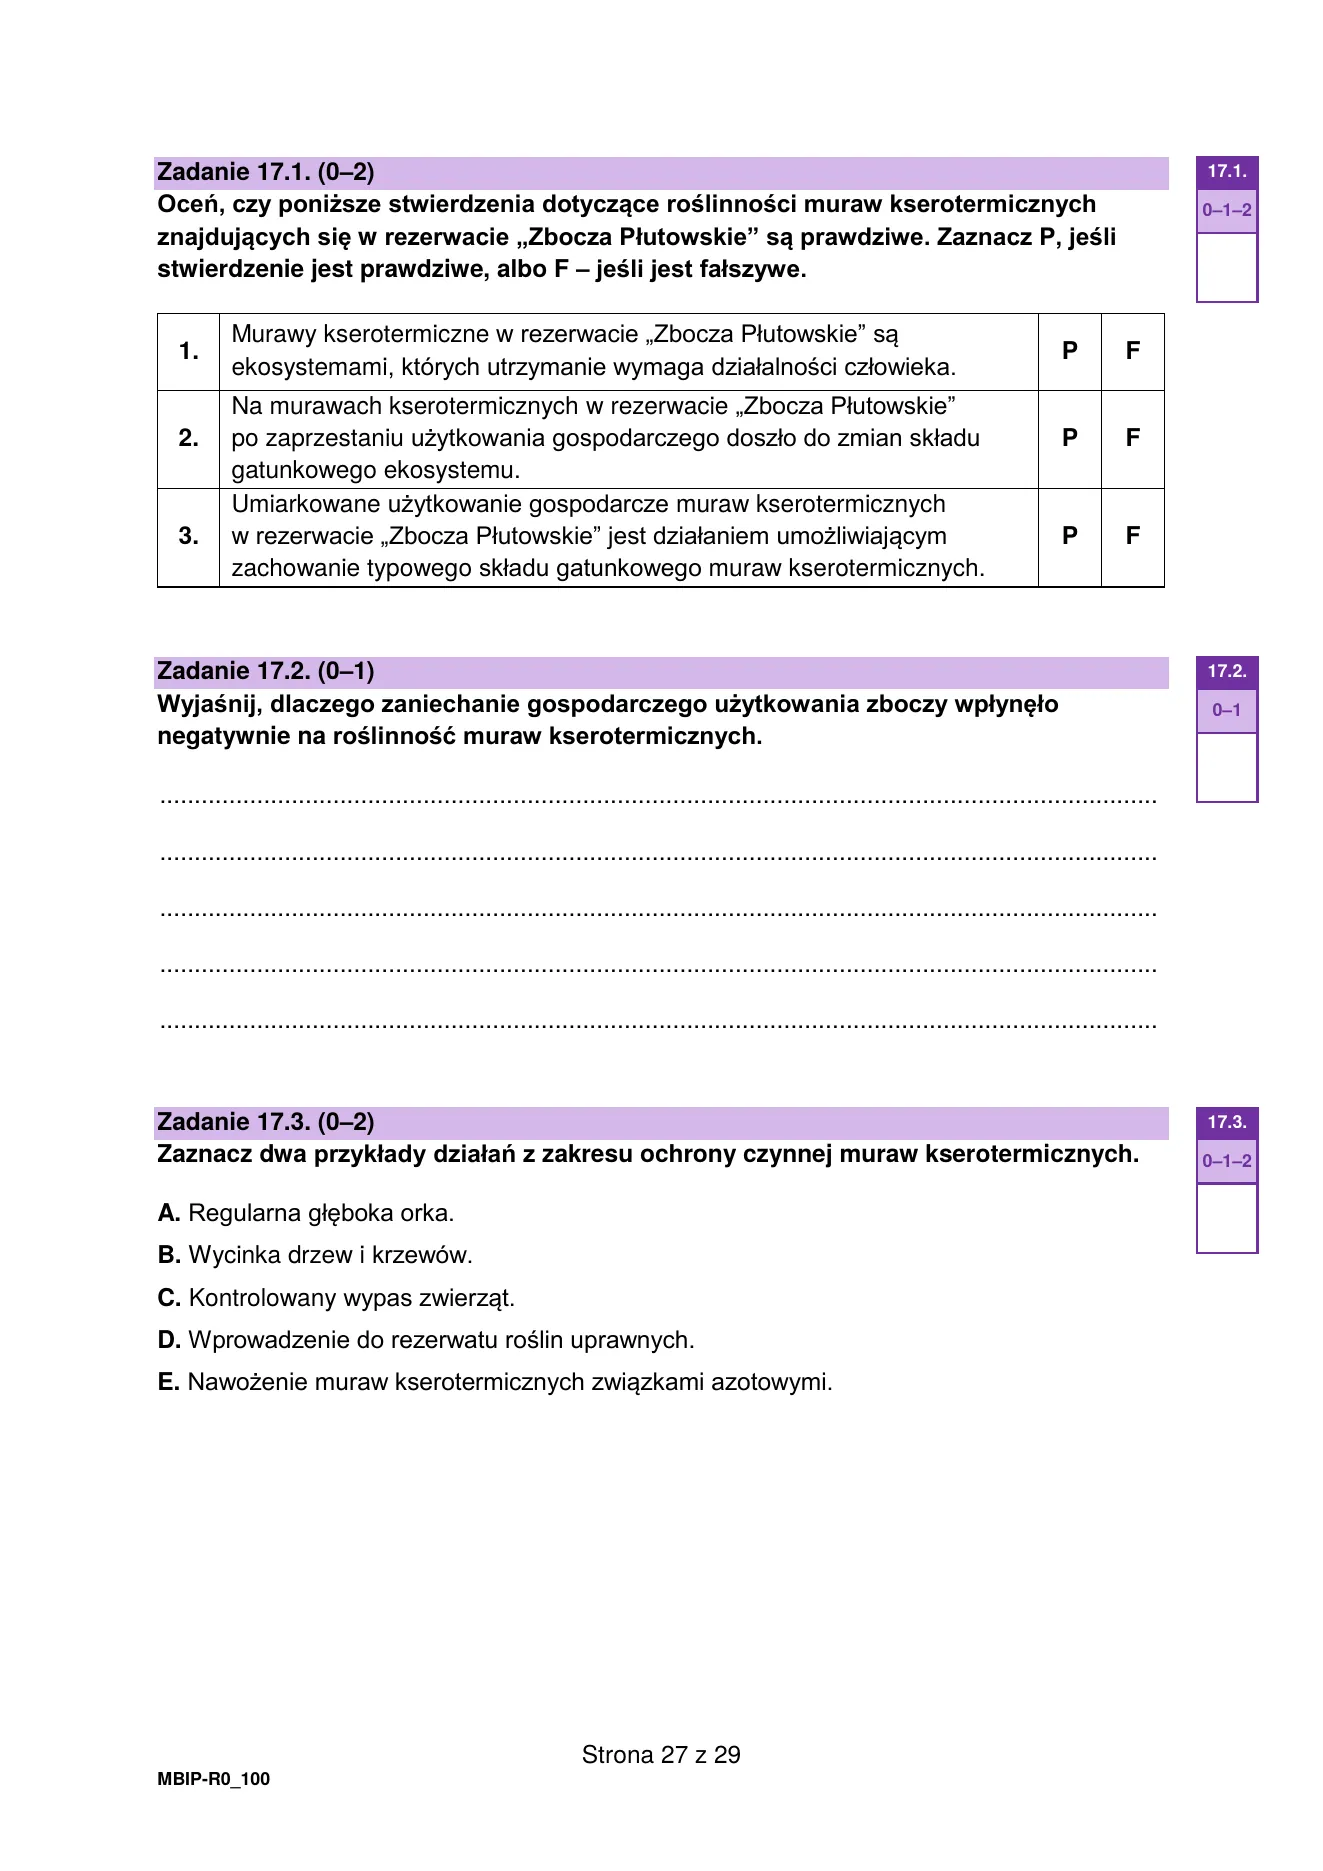 Zadanie 17.1. (0–2)
17.1.
0–1–2
Oceń, czy poniższe stwierdzenia dotyczące roślinności muraw kserotermicznych
znajdujących się w rezerwacie „Zbocza Płutowskie” są prawdziwe. Zaznacz P, jeśli
stwierdzenie jest prawdziwe, albo F – jeśli jest fałszywe.
1. Murawy kserotermiczne w rezerwacie „Zbocza Płutowskie” są P F
ekosystemami, których utrzymanie wymaga działalności człowieka.
Na murawach kserotermicznych w rezerwacie „Zbocza Płutowskie”
2. po zaprzestaniu użytkowania gospodarczego doszło do zmian składu P F
gatunkowego ekosystemu.
Umiarkowane użytkowanie gospodarcze muraw kserotermicznych
3. w rezerwacie „Zbocza Płutowskie” jest działaniem umożliwiającym P F
zachowanie typowego składu gatunkowego muraw kserotermicznych.
Zadanie 17.2. (0–1)
17.2.
0–1
Wyjaśnij, dlaczego zaniechanie gospodarczego użytkowania zboczy wpłynęło
negatywnie na roślinność muraw kserotermicznych.
Zadanie 17.3. (0–2)
17.3.
0–1–2
Zaznacz dwa przykłady działań z zakresu ochrony czynnej muraw kserotermicznych.
A. Regularna głęboka orka.
B. Wycinka drzew i krzewów.
C. Kontrolowany wypas zwierząt.
D. Wprowadzenie do rezerwatu roślin uprawnych.
E. Nawożenie muraw kserotermicznych związkami azotowymi.
Strona 27 z 29
MBIP-R0_100